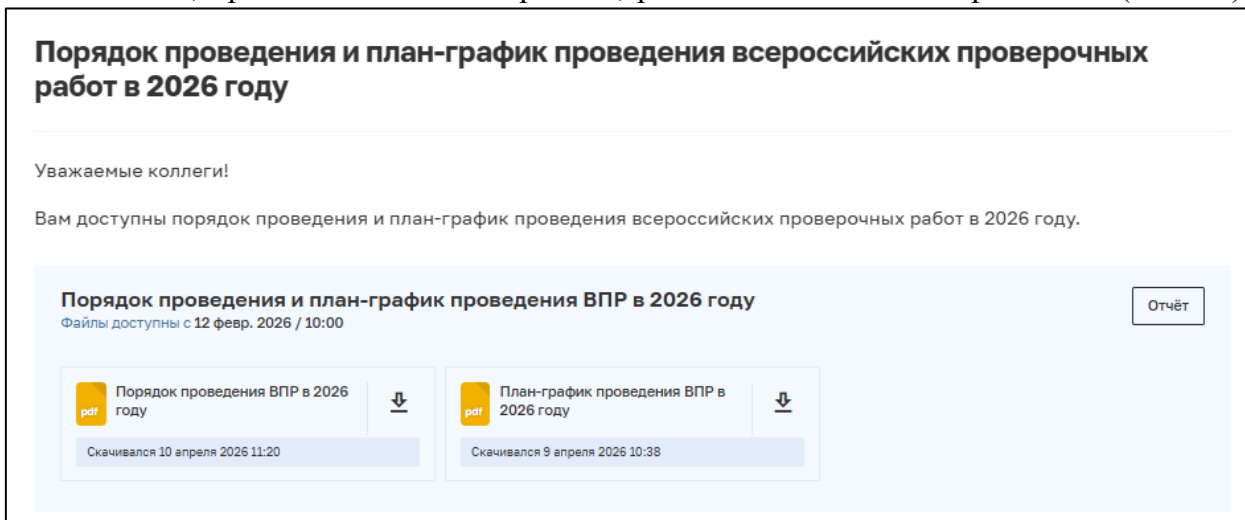 Порядок проведения и план-график проведения всероссийских проверочных
работ в 2026 году
Уважаемые коллеги!
Вам доступны порядок проведения и план-график проведения всероссийских проверочных работ в 2026 году.
Порядок проведения и план-график проведения ВПР в 2026 году
Отчёт
Файлы доступны с 12 февр. 2026 / 10:00
Порядок проведения ВПР в 2026
году
pdf
Скачивался 10 апреля 2026 11:20
План-график проведения ВПР в
2026 году
pdf
Скачивался 9 апреля 2026 10:38